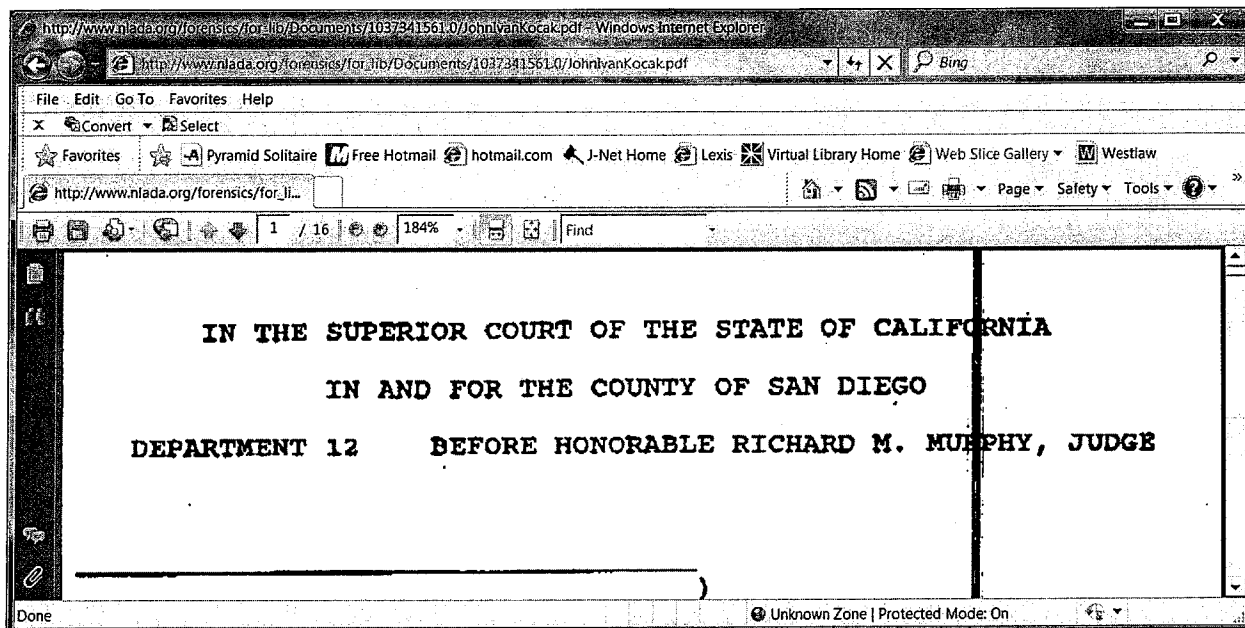 http://www.nlada.org/forensics/for_lib/Documents/1037341561.0/JohnIvanKocak.pdf - Windows Internet Explorer
http://www.nlada.org/forensics/for_lib/Documents/1037341561.0/JohnIvanKocak.pdf Bing
File Edit Go To Favorites Help
X Convert Select
Favorites Pyramid Solitaire Free Hotmail hotmail.com J-Net Home Lexis Virtual Library Home Web Slice Gallery Westlaw
http://www.nlada.org/forensics/for_li... Page Safety Tools »
1 / 16 184% Find
IN THE SUPERIOR COURT OF THE STATE OF CALIFORNIA
IN AND FOR THE COUNTY OF SAN DIEGO
DEPARTMENT 12 BEFORE HONORABLE RICHARD M. MURPHY, JUDGE
)
Done Unknown Zone | Protected Mode: On